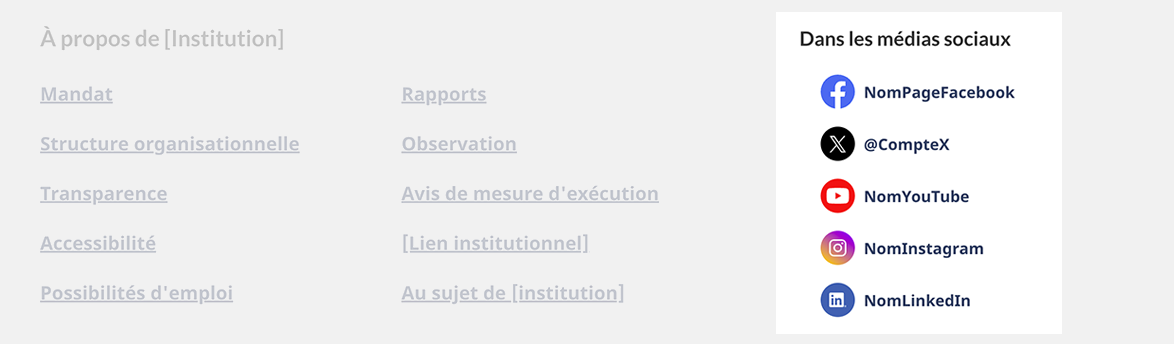 À propos de [Institution]
Mandat
Structure organisationnelle
Transparence
Accessibilité
Possibilités d'emploi
Rapports
Observation
Avis de mesure d'exécution
[Lien institutionnel]
Au sujet de [institution]
Dans les médias sociaux
NomPageFacebook
@CompteX
NomYouTube
NomInstagram
NomLinkedIn